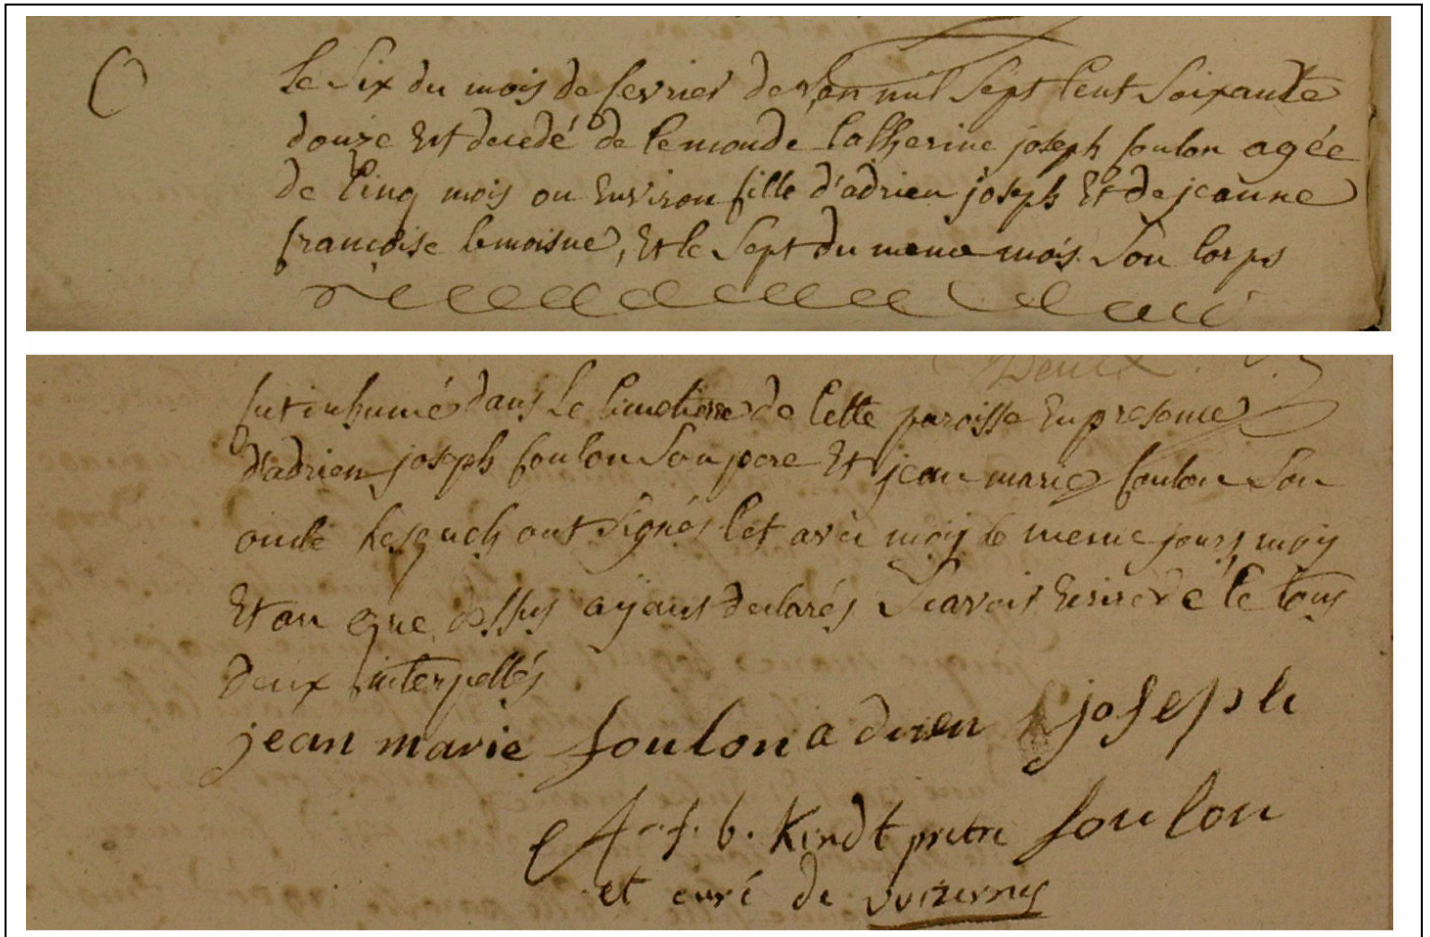 Le Six du mois de fevrier de l'an mil Sept Cent Soixante
douze Est decedé de ce monde Catherine joseph foulon agée
de Cinq mois ou Environ fille d'adrien joseph Et de jeanne
françoise lemoisne, Et le Sept du meme mois Son Corps
Deux
fut inhumé dans Le Cimetiere de Cette paroisse En presence
d'adrien joseph foulon Son pere Et jean marie foulon Son
oncle Lesquels ont Signés Cet avec moy le meme jour, moy
Et an que dessus ayant declarés Scavoir Ecrire de Ce tous
deux interpellés
jean marie foulon adrien joseph
A. f. b. Kindt pretre foulon
et curé de wizernes